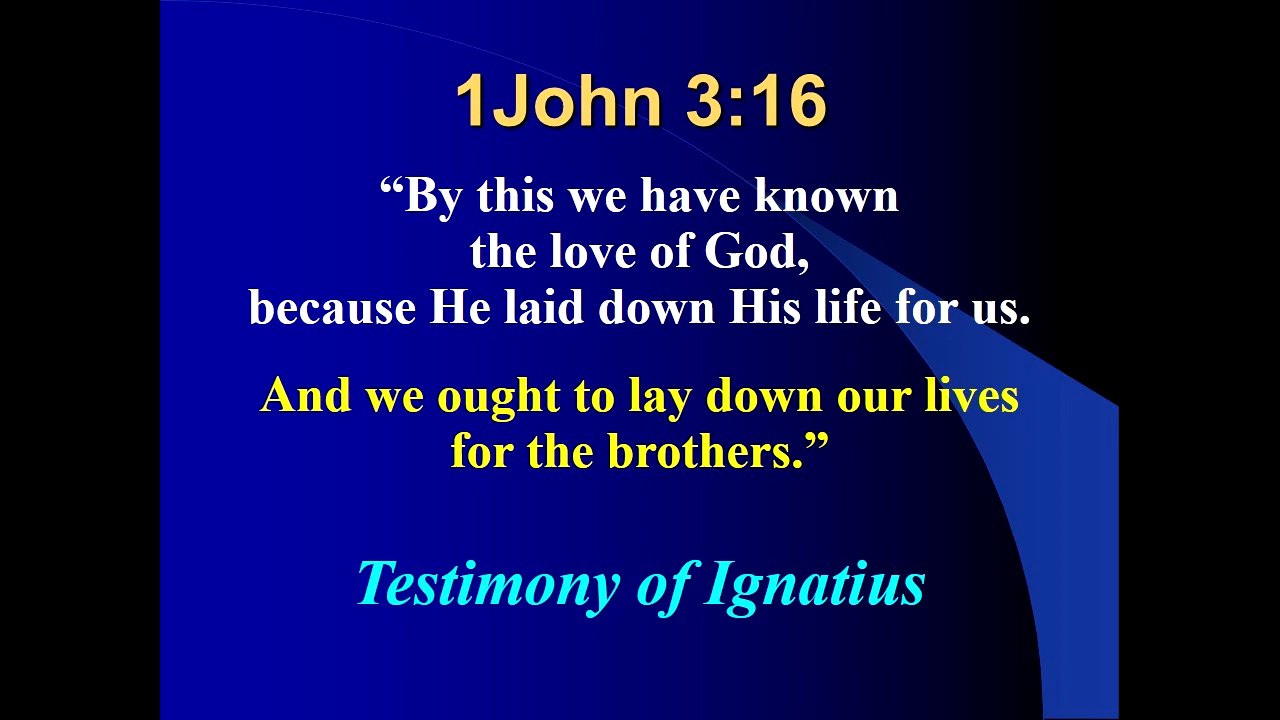 1John 3:16
“By this we have known
the love of God,
because He laid down His life for us.
And we ought to lay down our lives
for the brothers.”
Testimony of Ignatius